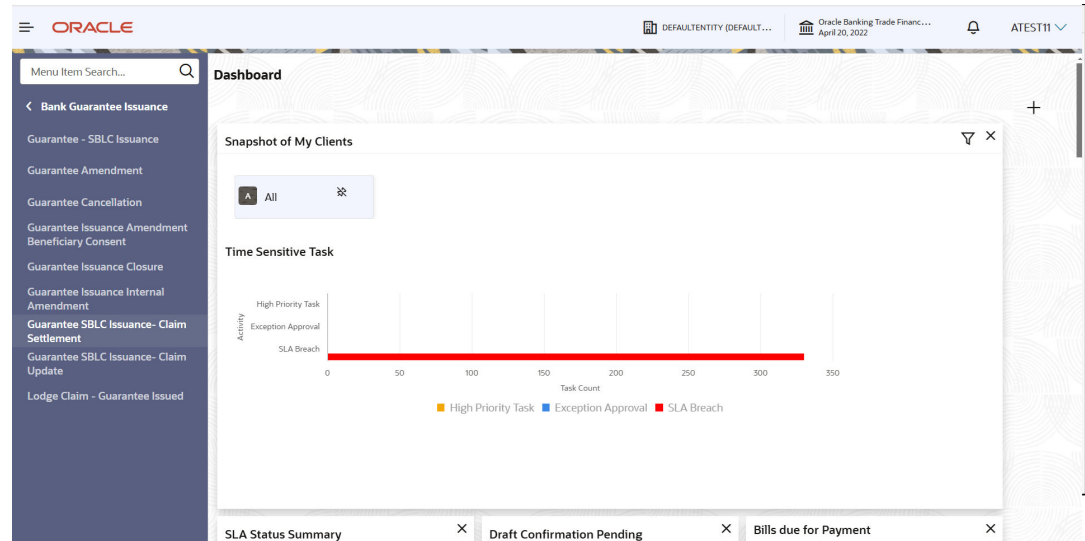 ORACLE
DEFAULTENTITY (DEFAULT...
Oracle Banking Trade Financ...
April 20, 2022
ATEST11
Menu Item Search...
Bank Guarantee Issuance
Guarantee - SBLC Issuance
Guarantee Amendment
Guarantee Cancellation
Guarantee Issuance Amendment
Beneficiary Consent
Guarantee Issuance Closure
Guarantee Issuance Internal
Amendment
Guarantee SBLC Issuance- Claim
Settlement
Guarantee SBLC Issuance- Claim
Update
Lodge Claim - Guarantee Issued
Dashboard
Snapshot of My Clients
A All
Time Sensitive Task
Activity
High Priority Task
Exception Approval
SLA Breach
0 50 100 150 200 250 300 350
Task Count
High Priority Task Exception Approval SLA Breach
SLA Status Summary
Draft Confirmation Pending
Bills due for Payment